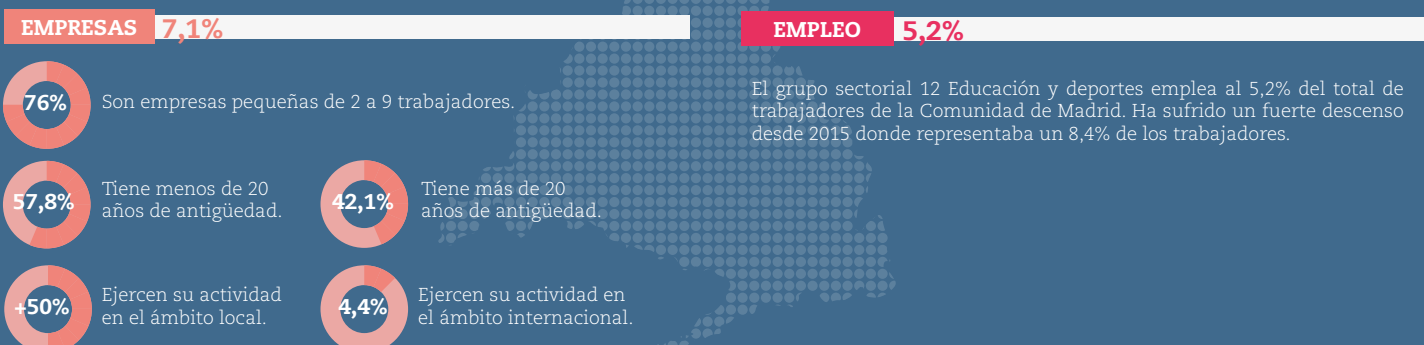 EMPRESAS 7,1%
76% Son empresas pequeñas de 2 a 9 trabajadores.
57,8% Tiene menos de 20
años de antigüedad.
42,1% Tiene más de 20
años de antigüedad.
+50% Ejercen su actividad
en el ámbito local.
4,4% Ejercen su actividad en
el ámbito internacional.
EMPLEO 5,2%
El grupo sectorial 12 Educación y deportes emplea al 5,2% del total de
trabajadores de la Comunidad de Madrid. Ha sufrido un fuerte descenso
desde 2015 donde representaba un 8,4% de los trabajadores.